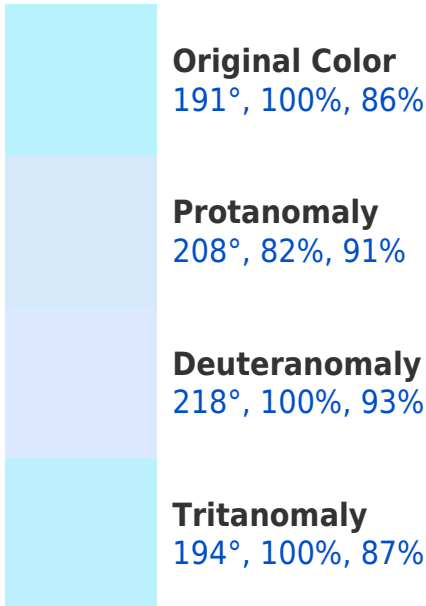 Original Color
191°, 100%, 86%
Protanomaly
208°, 82%, 91%
Deuteranomaly
218°, 100%, 93%
Tritanomaly
194°, 100%, 87%